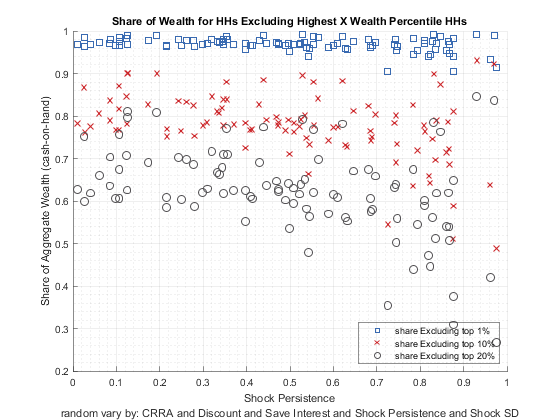 Share of Wealth for HHs Excluding Highest X Wealth Percentile HHs
Share of Aggregate Wealth (cash-on-hand)
1
0.9
0.8
0.7
0.6
0.5
0.4
0.3
0.2
share Excluding top 1%
share Excluding top 10%
share Excluding top 20%
0 0.1 0.2 0.3 0.4 0.5 0.6 0.7 0.8 0.9 1
Shock Persistence
random vary by: CRRA and Discount and Save Interest and Shock Persistence and Shock SD